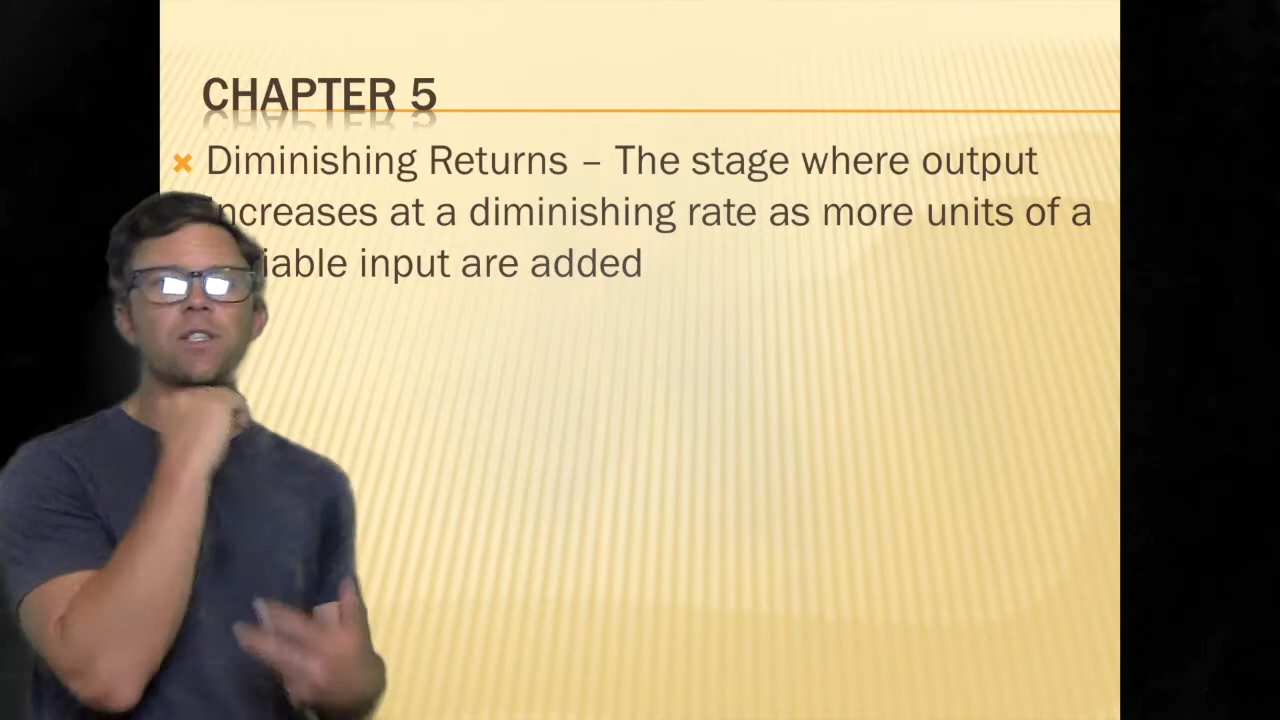 CHAPTER 5
Diminishing Returns – The stage where output
increases at a diminishing rate as more units of a
iable input are added